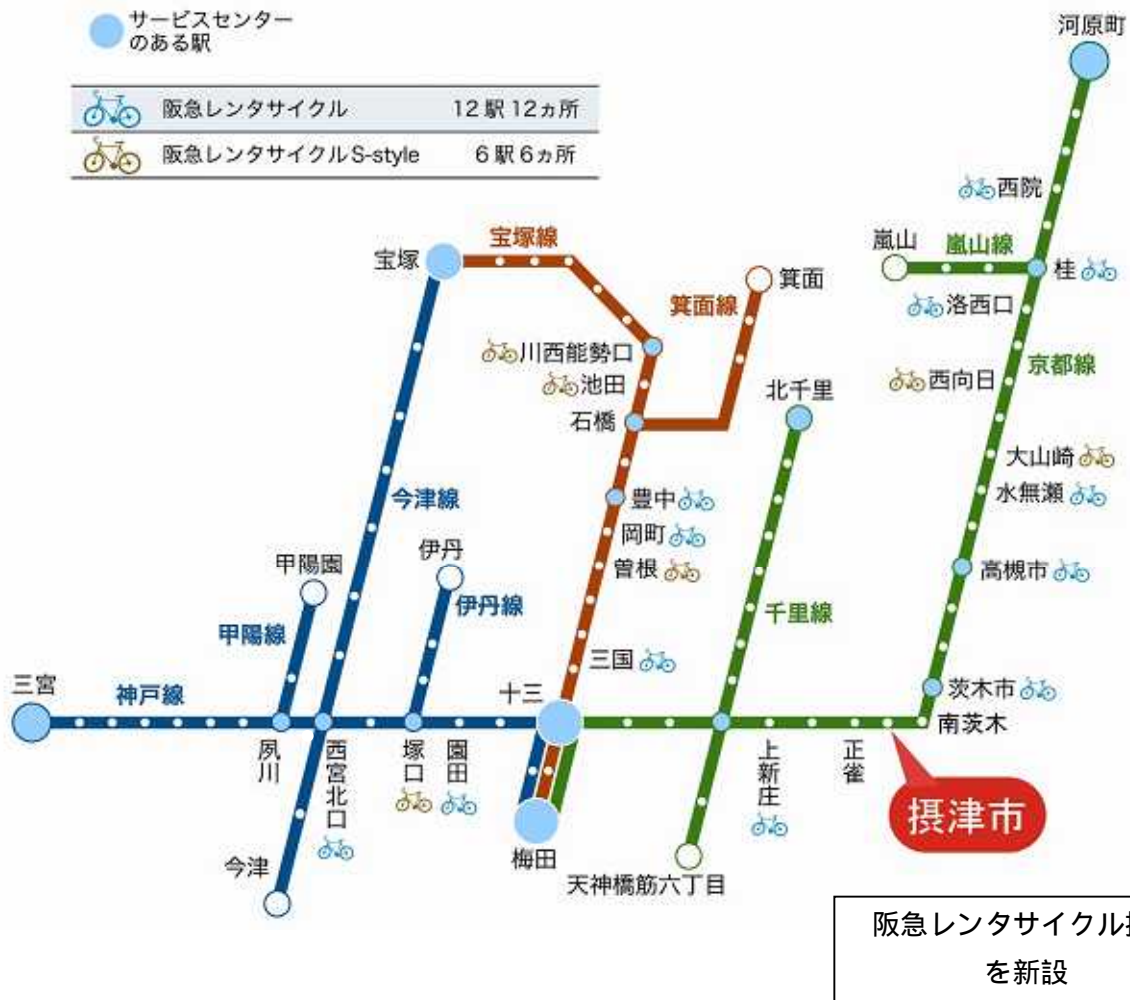 サービスセンター
のある駅
阪急レンタサイクル 12駅12ヵ所
阪急レンタサイクルS-style 6駅6ヵ所
河原町
西院
嵐山
嵐山線
桂
洛西口
京都線
西向日
大山崎
水無瀬
高槻市
茨木市
南茨木
宝塚
宝塚線
箕面
箕面線
川西能勢口
池田
石橋
北千里
豊中
岡町
曽根
千里線
三国
今津線
甲陽園
甲陽線
伊丹
伊丹線
三宮
神戸線
十三
夙川
西宮北口
塚口
園田
上新庄
正雀
摂津市
今津
梅田
天神橋筋六丁目
阪急レンタサイクル
を新設